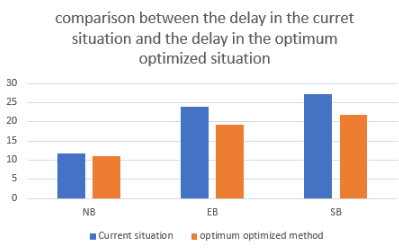 comparison between the delay in the curret
situation and the delay in the optimum
optimized situation
30
25
20
15
10
5
0
NB EB SB
Current situation optimum optimized method